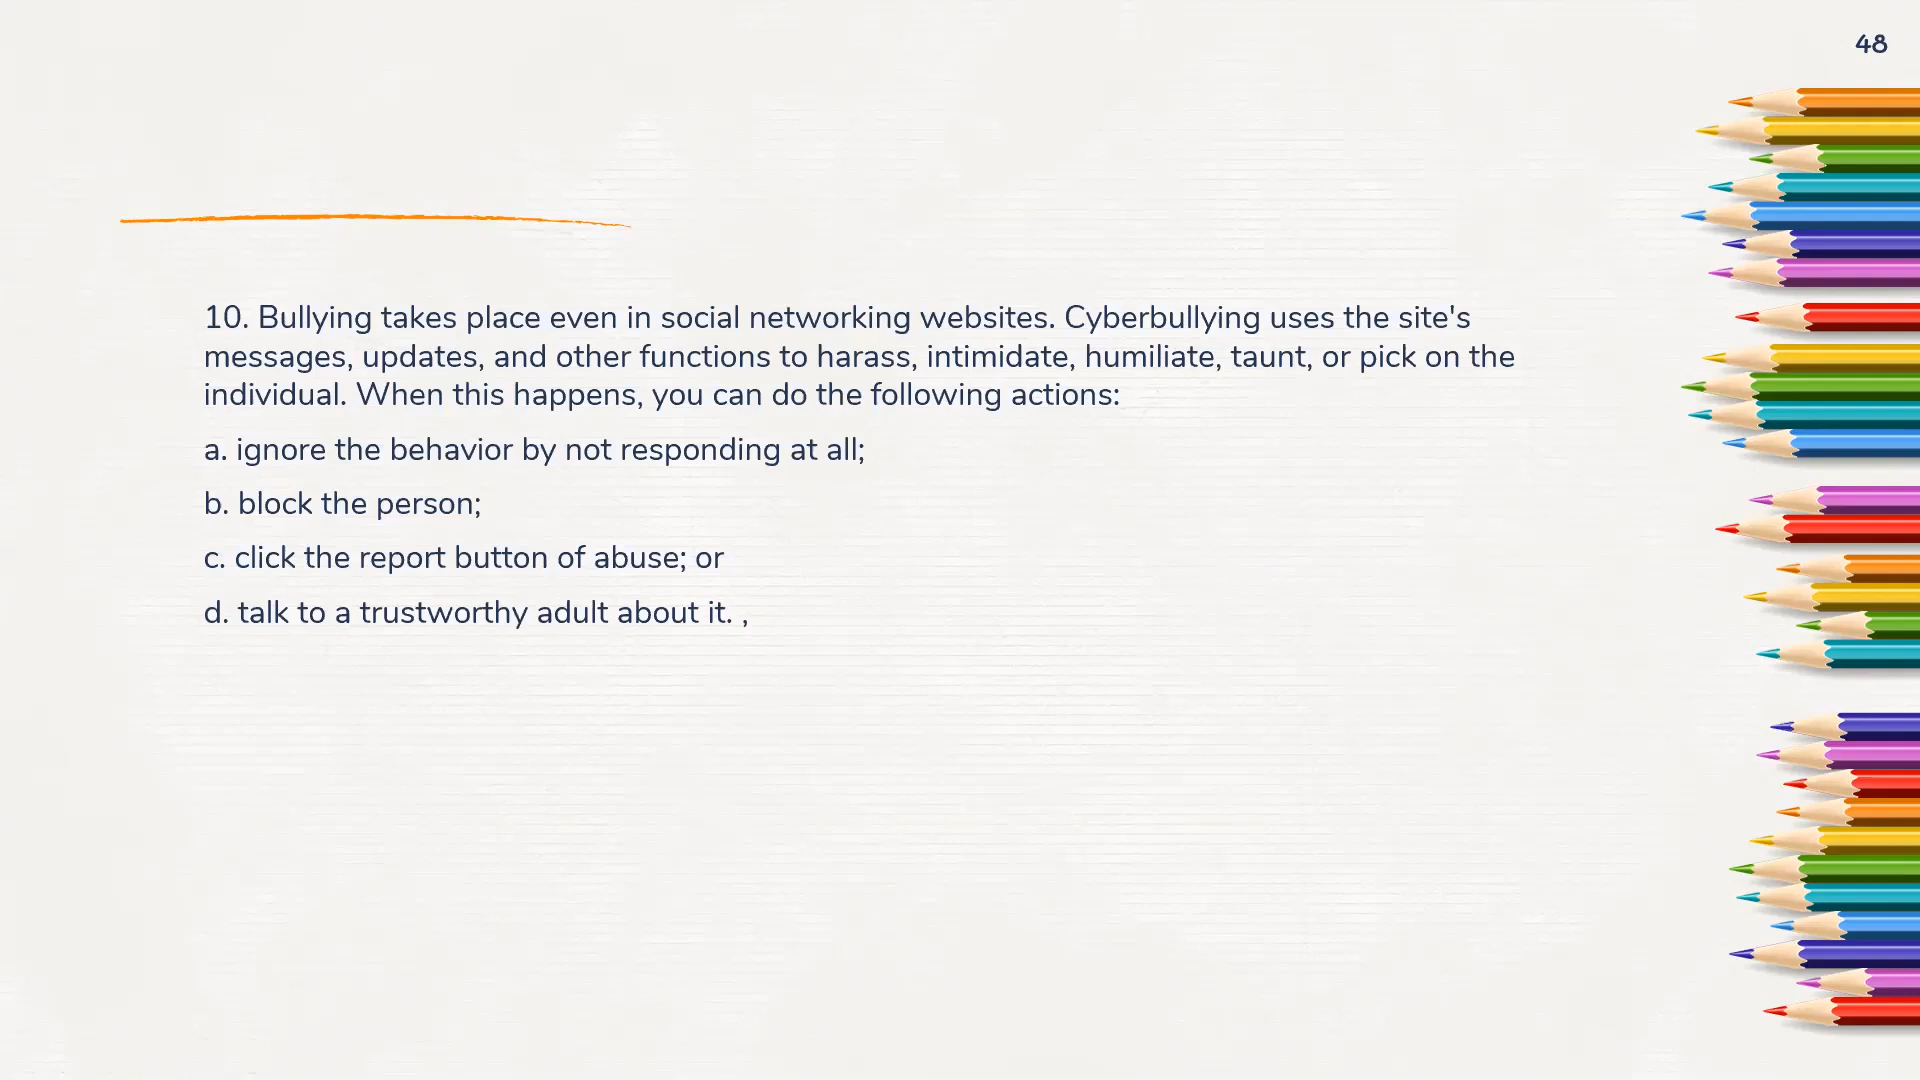 48
10. Bullying takes place even in social networking websites. Cyberbullying uses the site's
messages, updates, and other functions to harass, intimidate, humiliate, taunt, or pick on the
individual. When this happens, you can do the following actions:
a. ignore the behavior by not responding at all;
b. block the person;
c. click the report button of abuse; or
d. talk to a trustworthy adult about it. ,